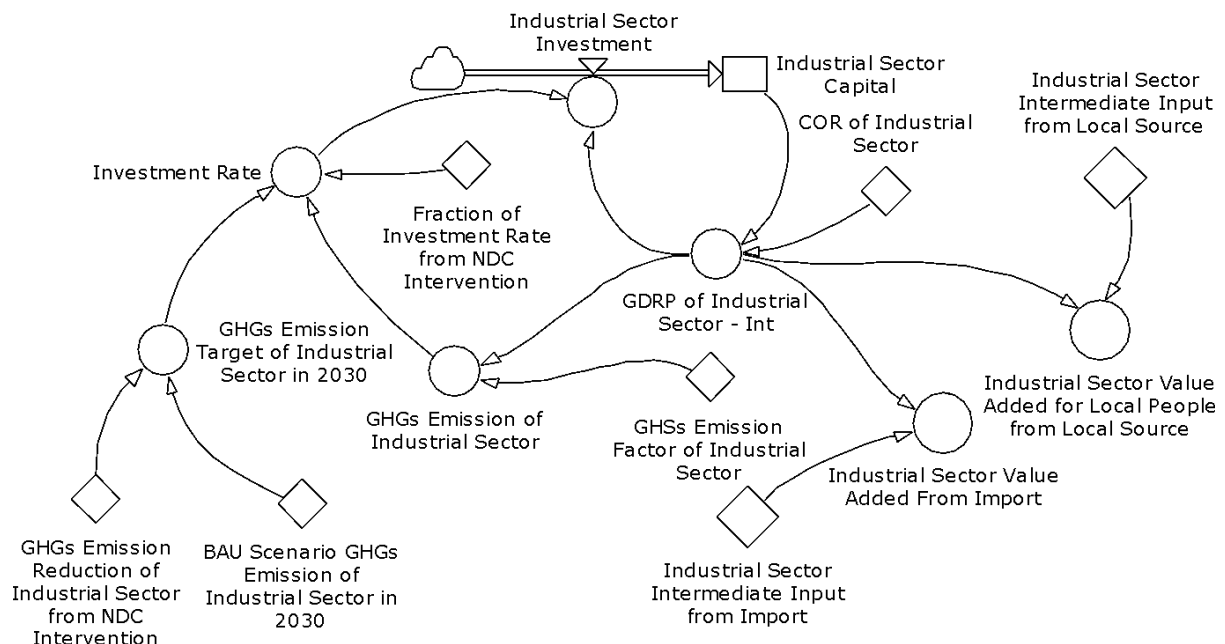 Industrial Sector
Investment
Industrial Sector
Capital
Industrial Sector
Intermediate Input
from Local Source
COR of Industrial
Sector
Investment Rate
Fraction of
Investment Rate
from NDC
Intervention
GDRP of Industrial
Sector - Int
GHGs Emission
Target of Industrial
Sector in 2030
GHGs Emission of
Industrial Sector
GHSs Emission
Factor of Industrial
Sector
Industrial Sector Value
Added for Local People
from Local Source
Industrial Sector Value
Added From Import
GHGs Emission
Reduction of
Industrial Sector
from NDC
Intervention
BAU Scenario GHGs
Emission of
Industrial Sector in
2030
Industrial Sector
Intermediate Input
from Import